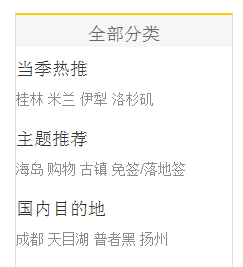 全部分类
当季热推
桂林 米兰 伊犁 洛杉矶
主题推荐
海岛 购物 古镇 免签/落地签
国内目的地
成都 天目湖 普者黑 扬州